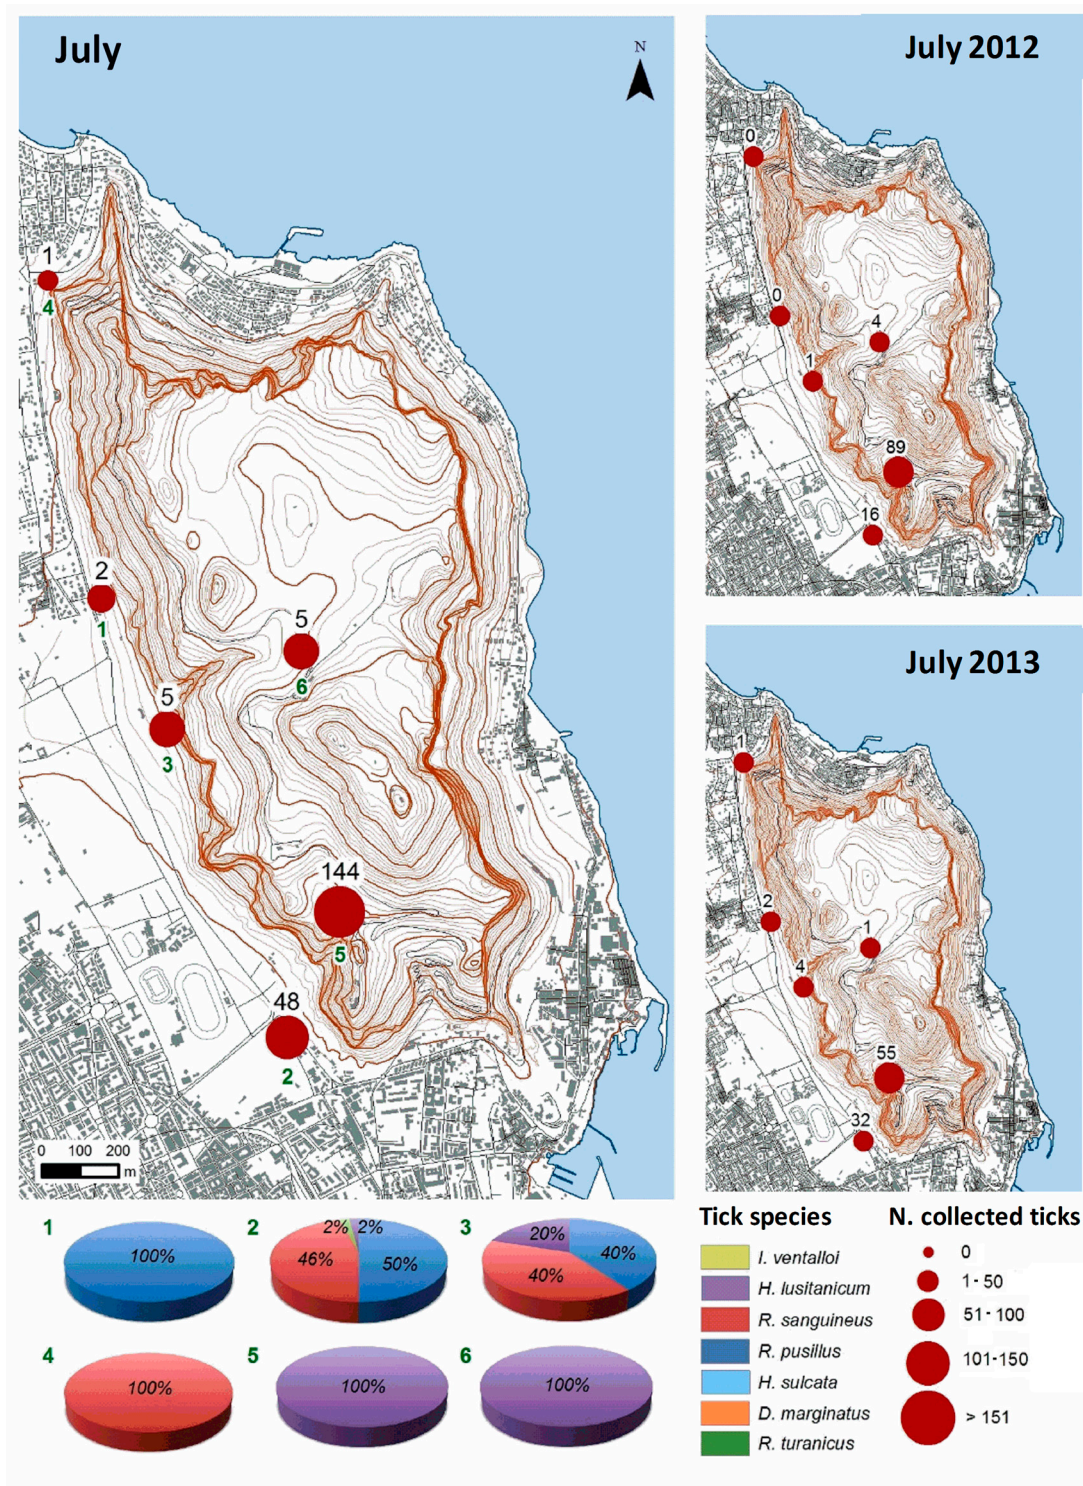 July
N
1
4
2
1
5
6
5
3
144
5
48
2
0 100 200
m
July 2012
0
0
4
1
89
16
July 2013
1
2
1
4
55
32
1
100%
2
2%
2%
46%
50%
3
20%
40%
40%
4
100%
5
100%
6
100%
Tick species
I. ventalloi
H. lusitanicum
R. sanguineus
R. pusillus
H. sulcata
D. marginatus
R. turanicus
N. collected ticks
0
1 - 50
51 - 100
101 - 150
> 151